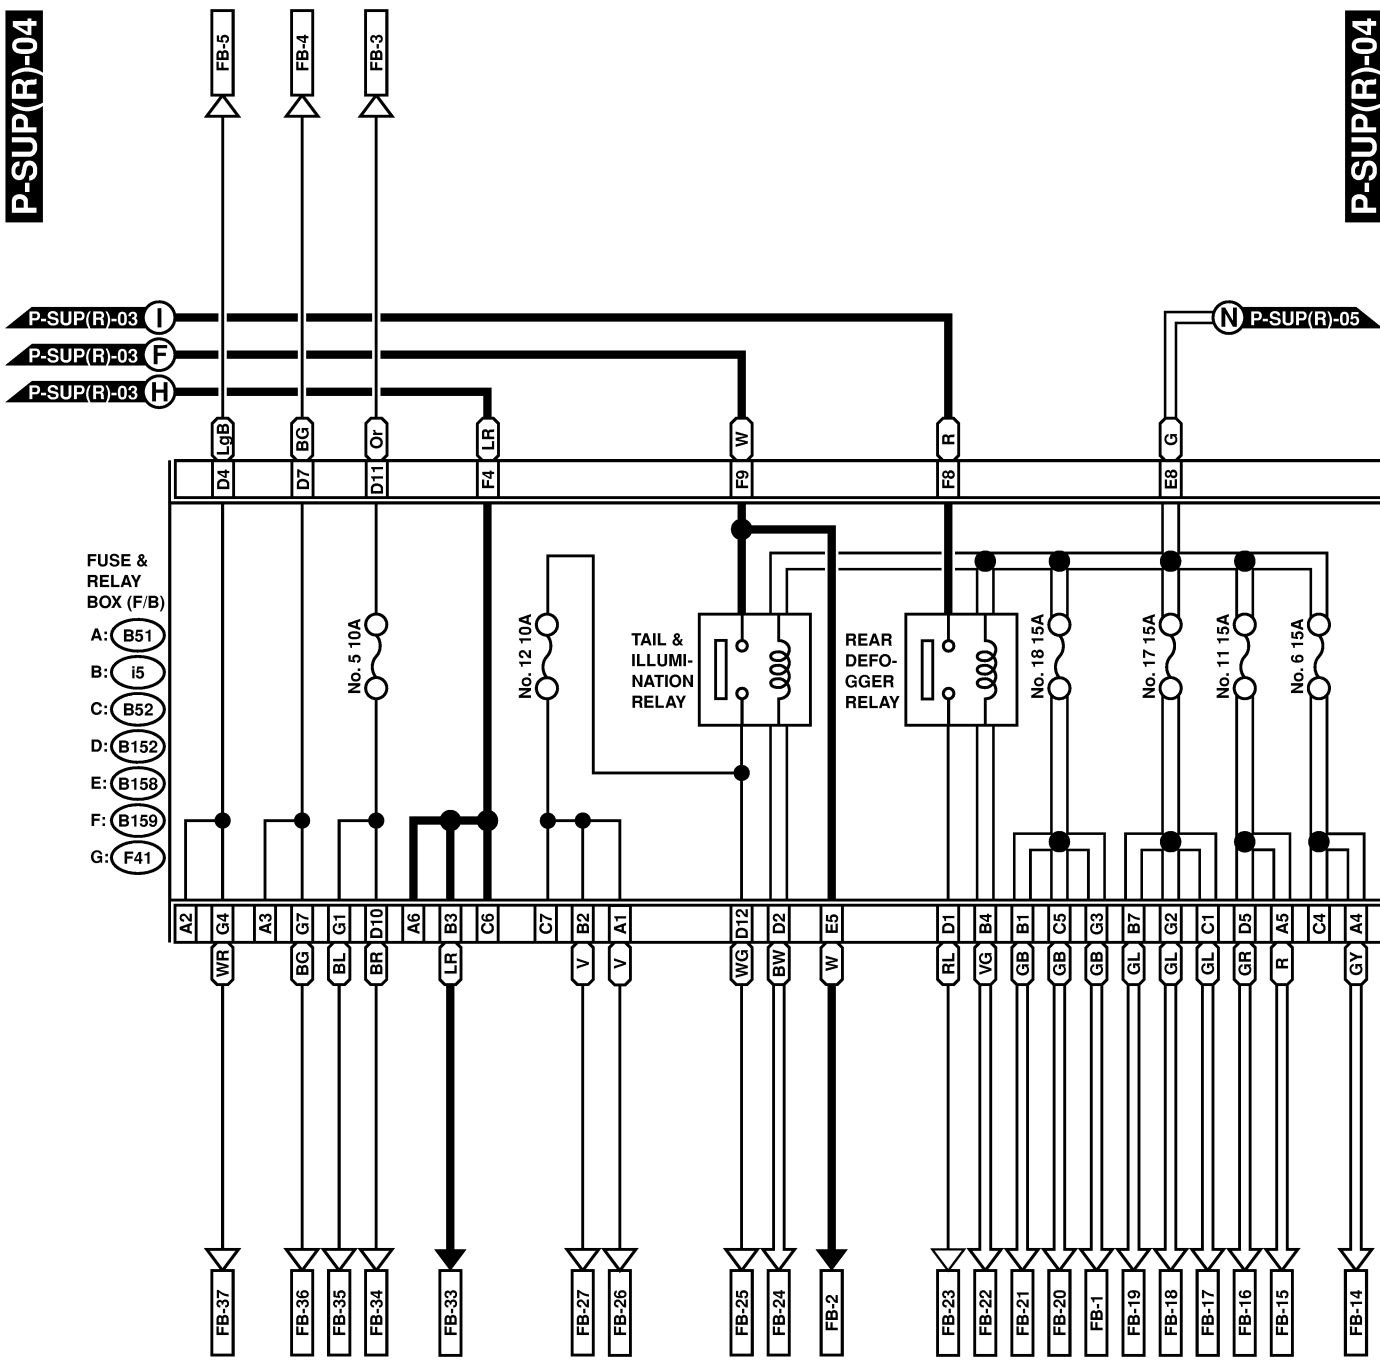 P-SUP(R)-04
P-SUP(R)-04
FB-5
FB-4
FB-3
P-SUP(R)-03 I
N P-SUP(R)-05
P-SUP(R)-03 F
P-SUP(R)-03 H
LgB
BG
Or
LR
W
R
G
D4
D7
D11
F4
F9
F8
E8
FUSE &
RELAY
BOX (F/B)
A: B51
B: i5
C: B52
D: B152
E: B158
F: B159
G: F41
No. 5 10A
No. 12 10A
TAIL &
ILLUMI-
NATION
RELAY
REAR
DEFO-
GGER
RELAY
No. 18 15A
No. 17 15A
No. 11 15A
No. 6 15A
A2
G4
A3
G7
G1
D10
A6
B3
C6
C7
B2
A1
D12
D2
E5
D1
B4
B1
C5
G3
B7
G2
C1
D5
A5
C4
A4
WR
BG
BL
BR
LR
V
V
WG
BW
W
RL
VG
GB
GB
GB
GL
GL
GL
GR
R
GY
FB-37
FB-36
FB-35
FB-34
FB-33
FB-27
FB-26
FB-25
FB-24
FB-2
FB-23
FB-22
FB-21
FB-20
FB-1
FB-19
FB-18
FB-17
FB-16
FB-15
FB-14